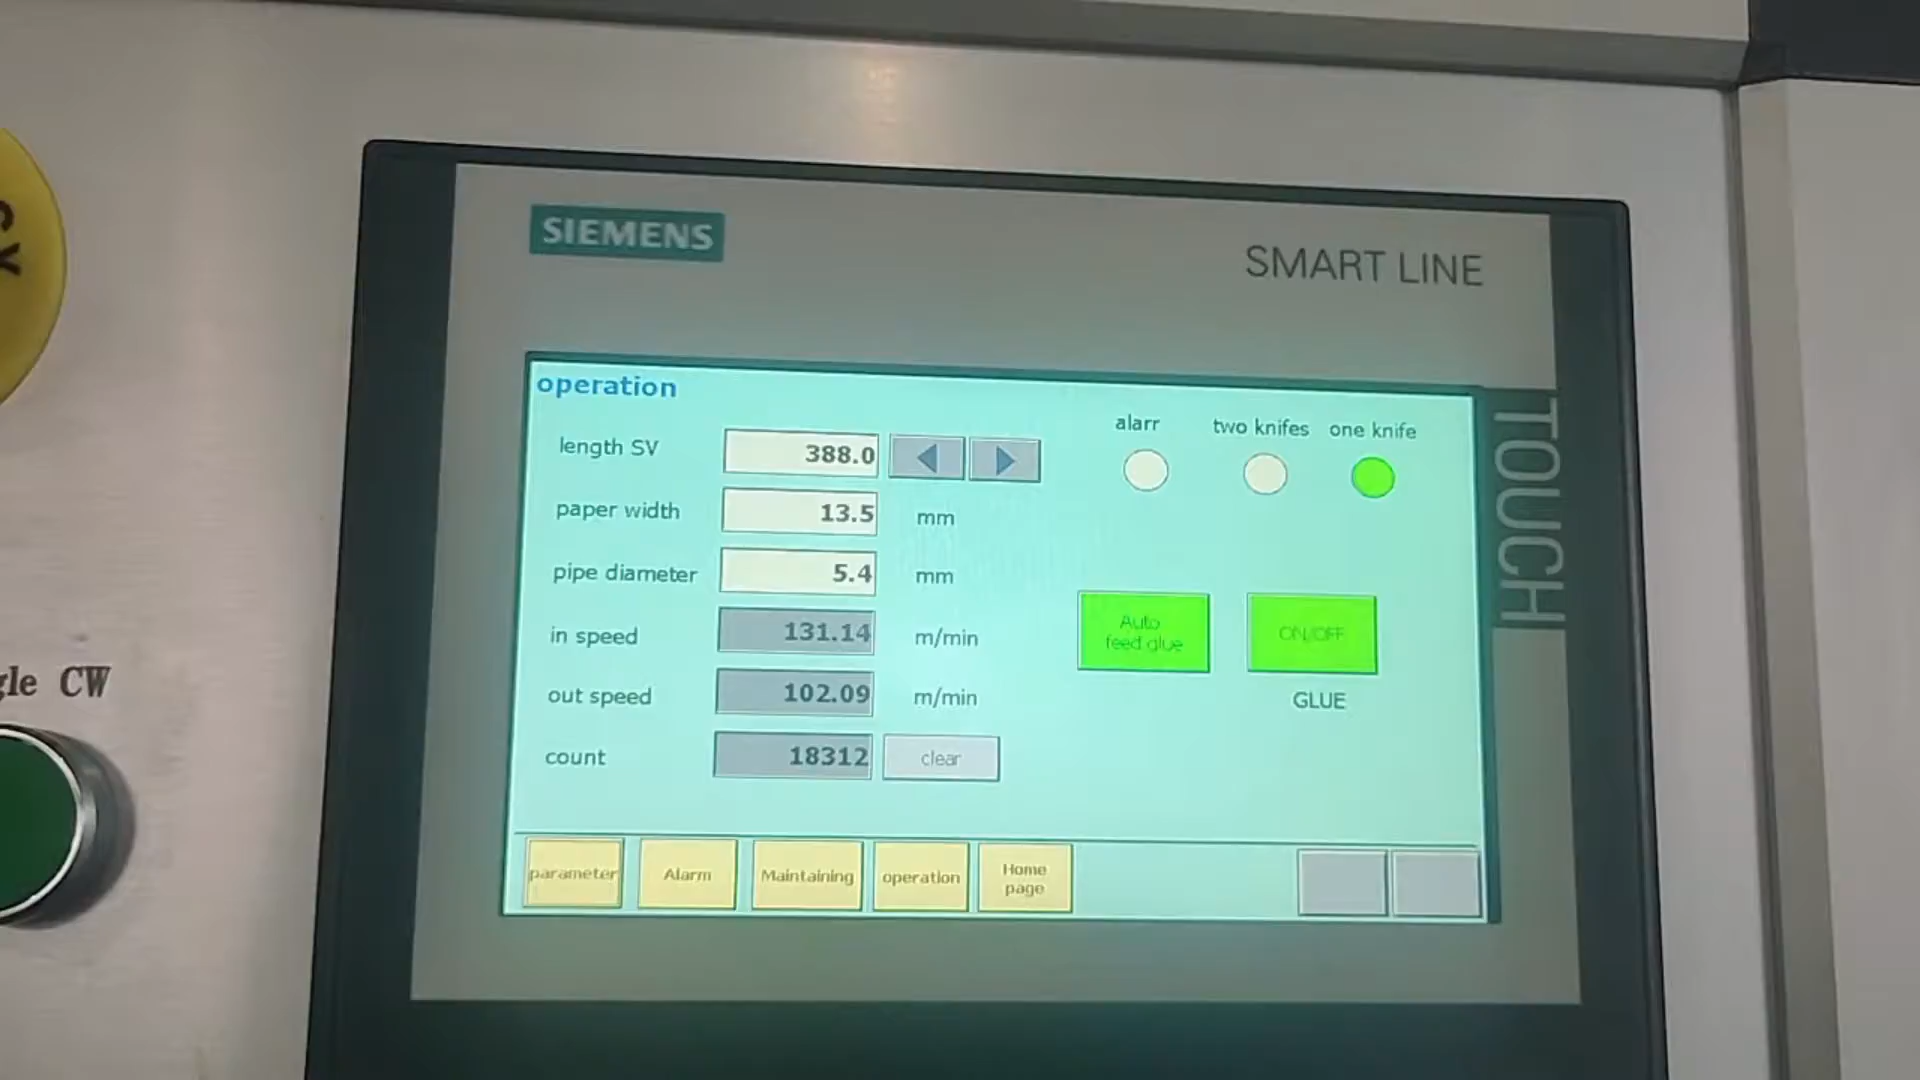 SIEMENS
SMART LINE
TOUCH
operation
length SV 388.0
paper width 13.5 mm
pipe diameter 5.4 mm
in speed 131.14 m/min
out speed 102.09 m/min
count 18312 clear
alarr two knifes one knife
Auto
feed glue
ON/OFF
GLUE
parameter Alarm Maintaining operation Home
page
gle CW
CY